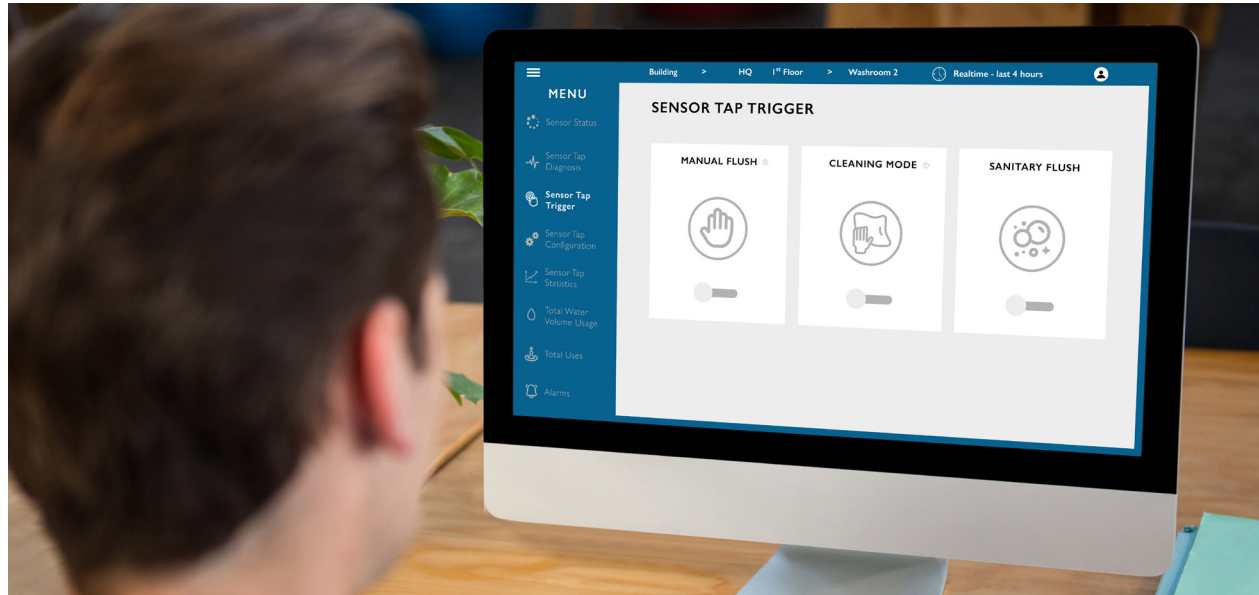 Building > HQ 1st Floor > Washroom 2 Realtime - last 4 hours
MENU
Sensor Status
Sensor Tap
Diagnosis
Sensor Tap
Trigger
Sensor Tap
Configuration
Sensor Tap
Statistics
Total Water
Volume Usage
Total Uses
Alarms
SENSOR TAP TRIGGER
MANUAL FLUSH
CLEANING MODE
SANITARY FLUSH